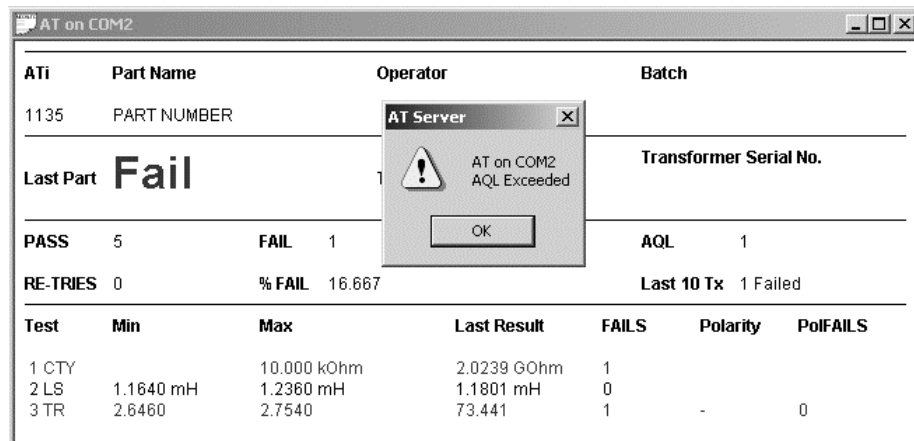 AT on COM2
ATi Part Name Operator Batch
1135 PART NUMBER
AT Server
AT on COM2
AQL Exceeded
OK
Last Part Fail Transformer Serial No.
PASS 5 FAIL 1 AQL 1
RE-TRIES 0 % FAIL 16.667 Last 10 Tx 1 Failed
Test Min Max Last Result FAILS Polarity PolFAILS
1 CTY 10.000 kOhm 2.0239 GOhm 1
2 LS 1.1640 mH 1.2360 mH 1.1801 mH 0
3 TR 2.6460 2.7540 73.441 1 - 0